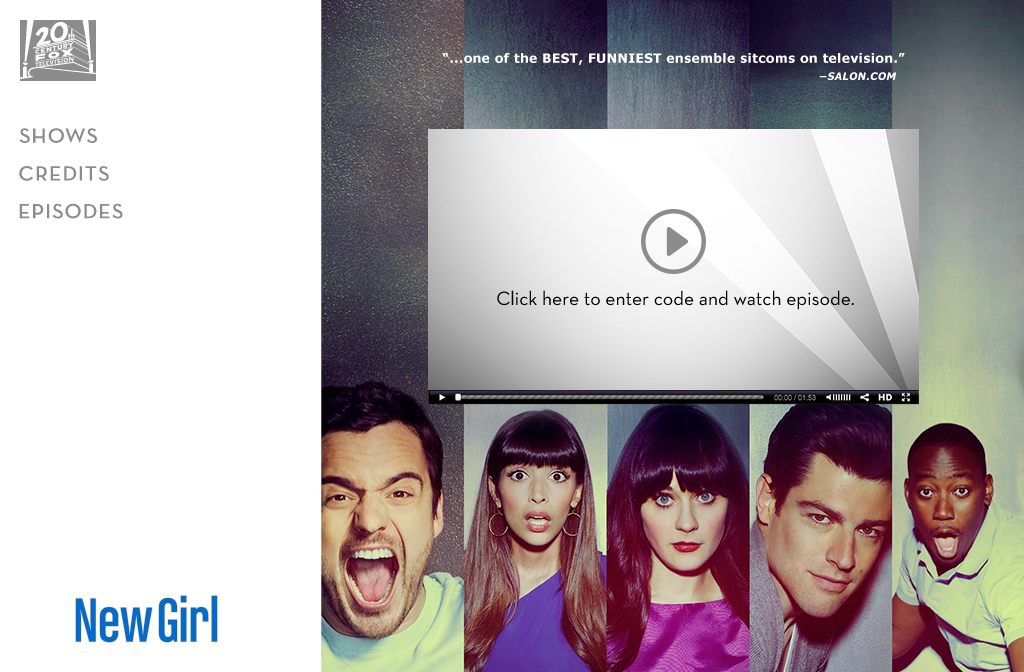 20th
CENTURY
FOX
TELEVISION
SHOWS
CREDITS
EPISODES
New Girl
“...one of the BEST, FUNNIEST ensemble sitcoms on television.”
–SALON.COM
Click here to enter code and watch episode.
00:00 / 01:53
HD